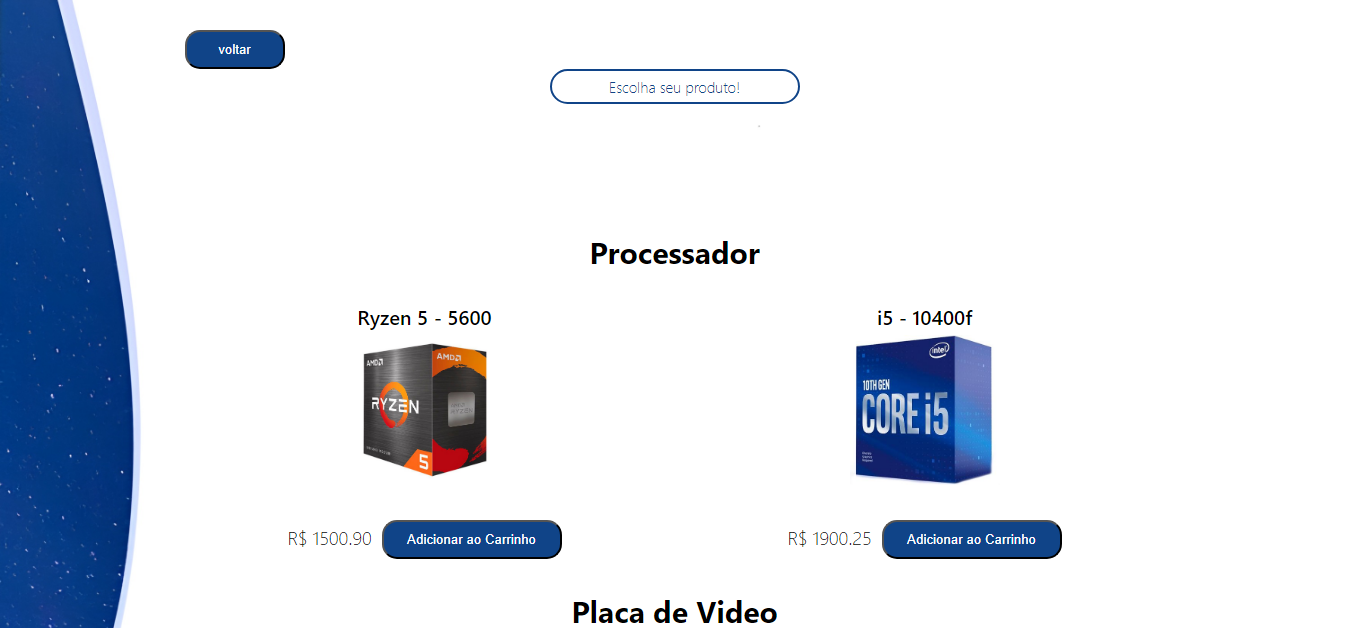 voltar
Escolha seu produto!
Processador
Ryzen 5 - 5600
i5 - 10400f
AMD
AMD
RYZEN
5
intel
10TH GEN
CORE i5
R$ 1500.90
Adicionar ao Carrinho
R$ 1900.25
Adicionar ao Carrinho
Placa de Video